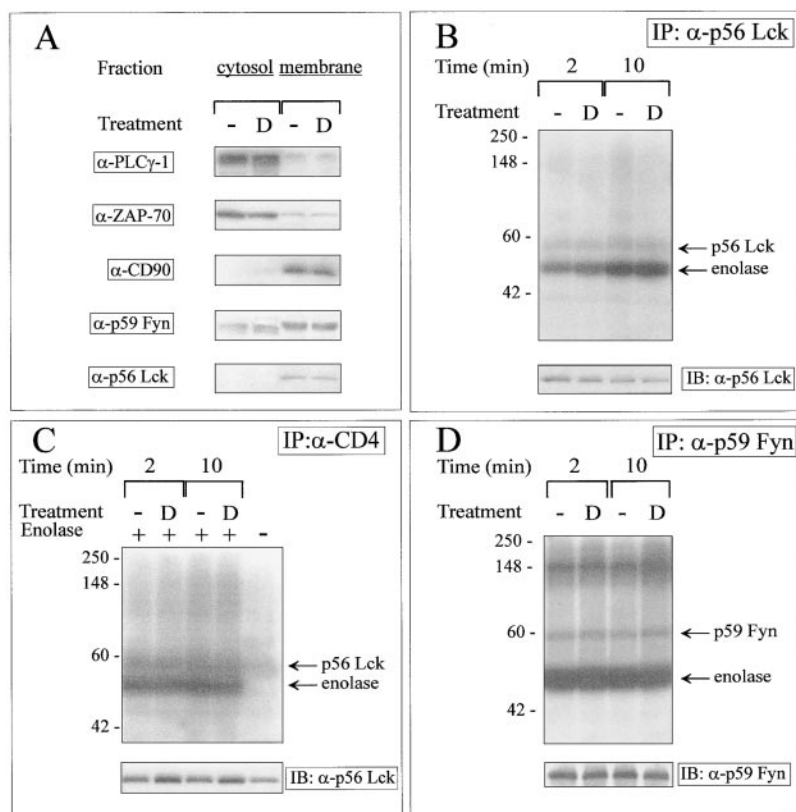 A
Fraction cytosol membrane
Treatment - D - D
α-PLCγ-1
α-ZAP-70
α-CD90
α-p59 Fyn
α-p56 Lck
B
IP: α-p56 Lck
Time (min) 2 10
Treatment - D - D
250 -
148 -
60 -
p56 Lck
enolase
42 -
IB: α-p56 Lck
C
IP:α-CD4
Time (min) 2 10
Treatment - D - D
Enolase + + + + -
250 -
148 -
60 -
p56 Lck
enolase
42 -
IB: α-p56 Lck
D
IP: α-p59 Fyn
Time (min) 2 10
Treatment - D - D
250 -
148 -
60 -
p59 Fyn
enolase
42 -
IB: α-p59 Fyn